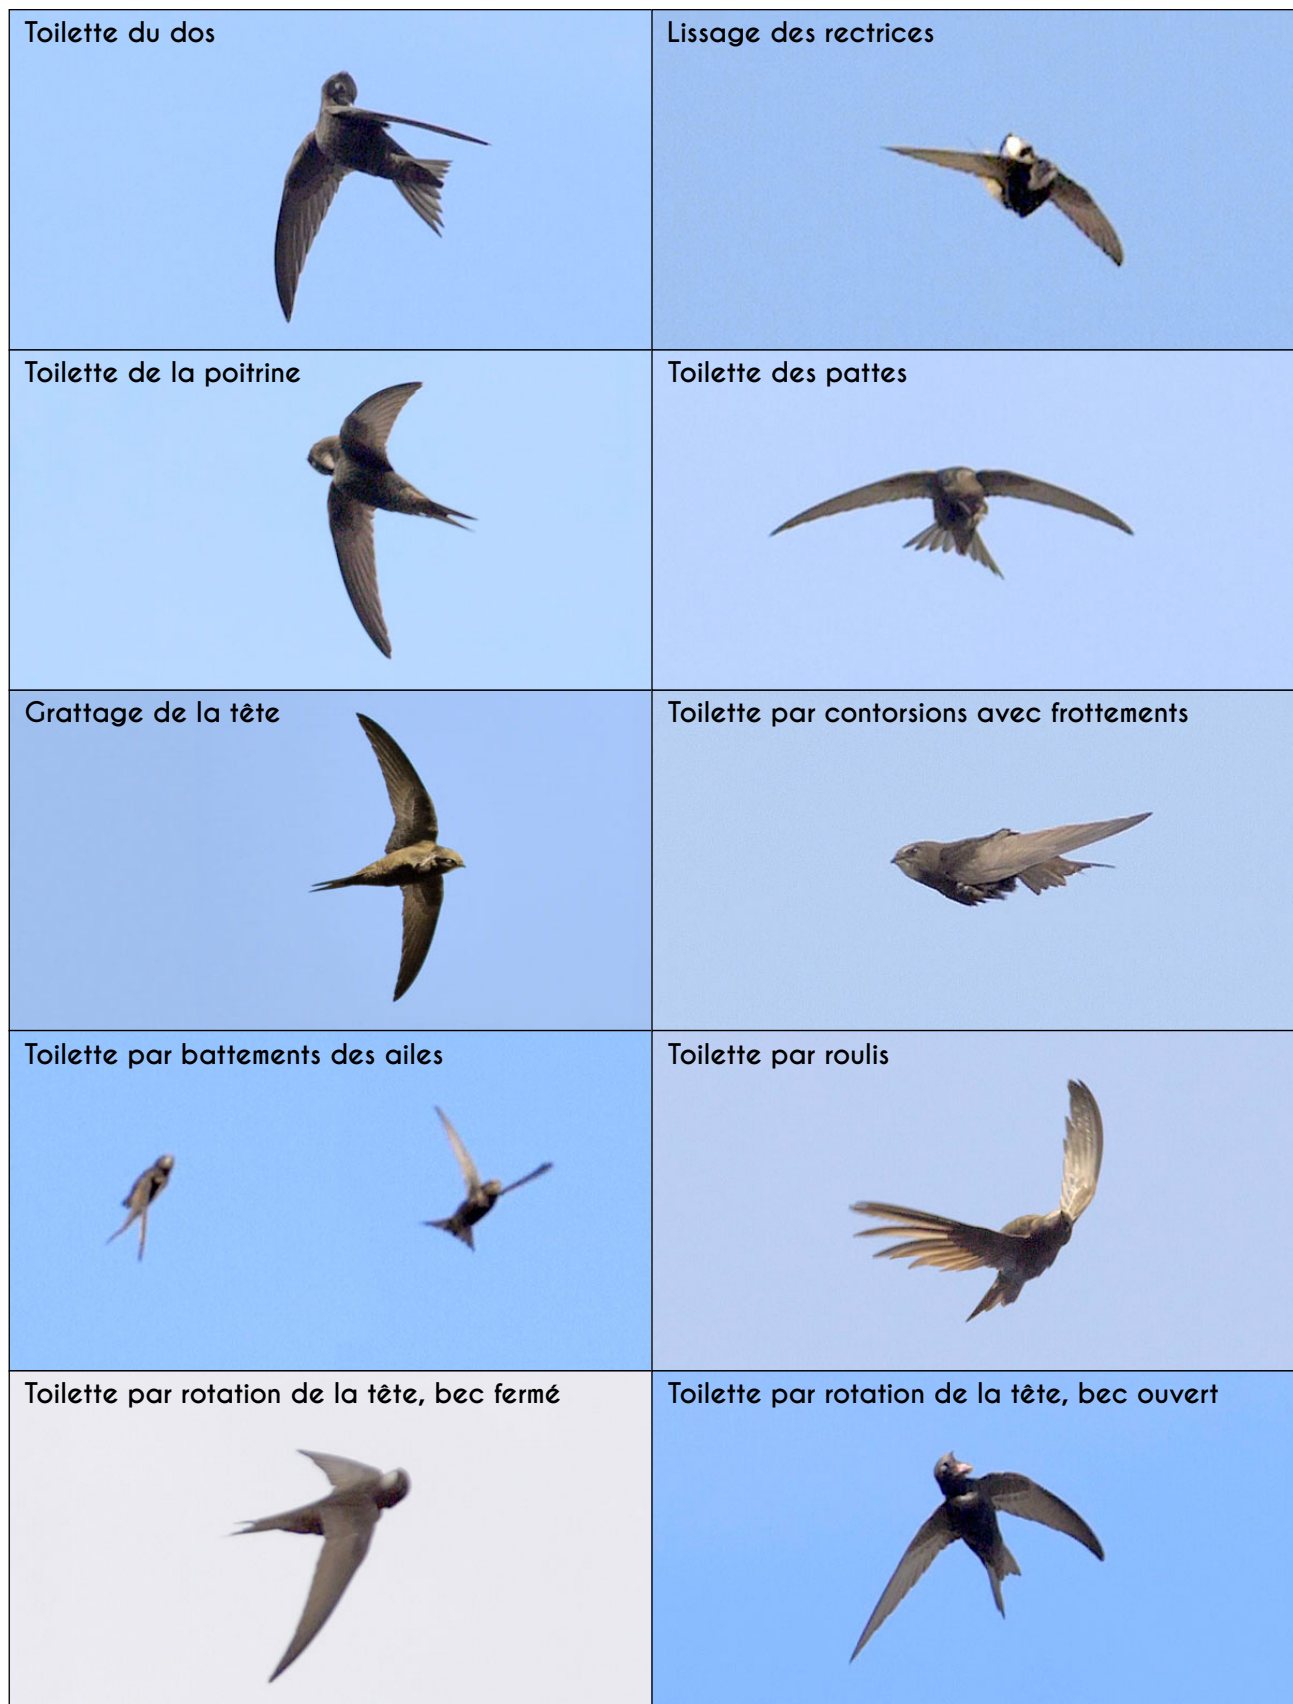 Toilette du dos
Lissage des rectrices
Toilette de la poitrine
Toilette des pattes
Grattage de la tête
Toilette par contorsions avec frottements
Toilette par battements des ailes
Toilette par roulis
Toilette par rotation de la tête, bec fermé
Toilette par rotation de la tête, bec ouvert